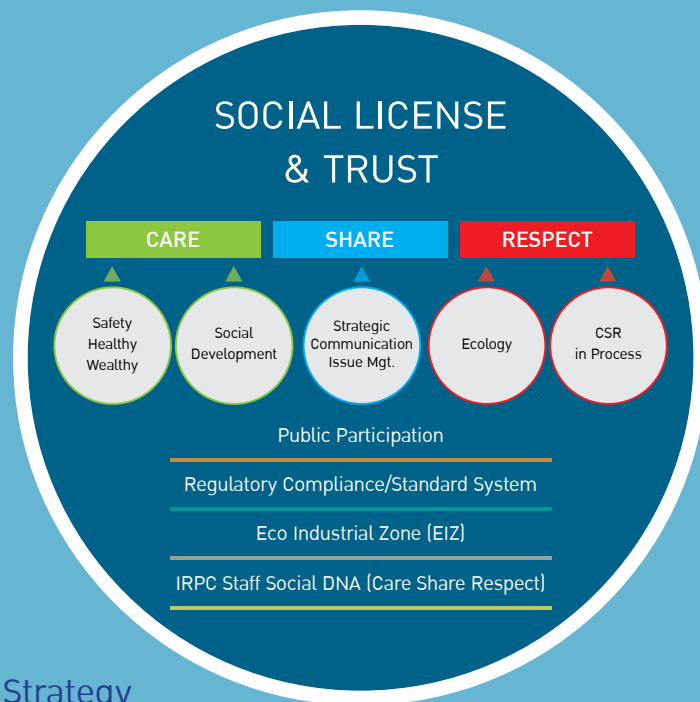 SOCIAL LICENSE
& TRUST
CARE
SHARE
RESPECT
Safety
Healthy
Wealthy
Social
Development
Strategic
Communication
Issue Mgt.
Ecology
CSR
in Process
Public Participation
Regulatory Compliance/Standard System
Eco Industrial Zone (EIZ)
IRPC Staff Social DNA (Care Share Respect)
Strategy